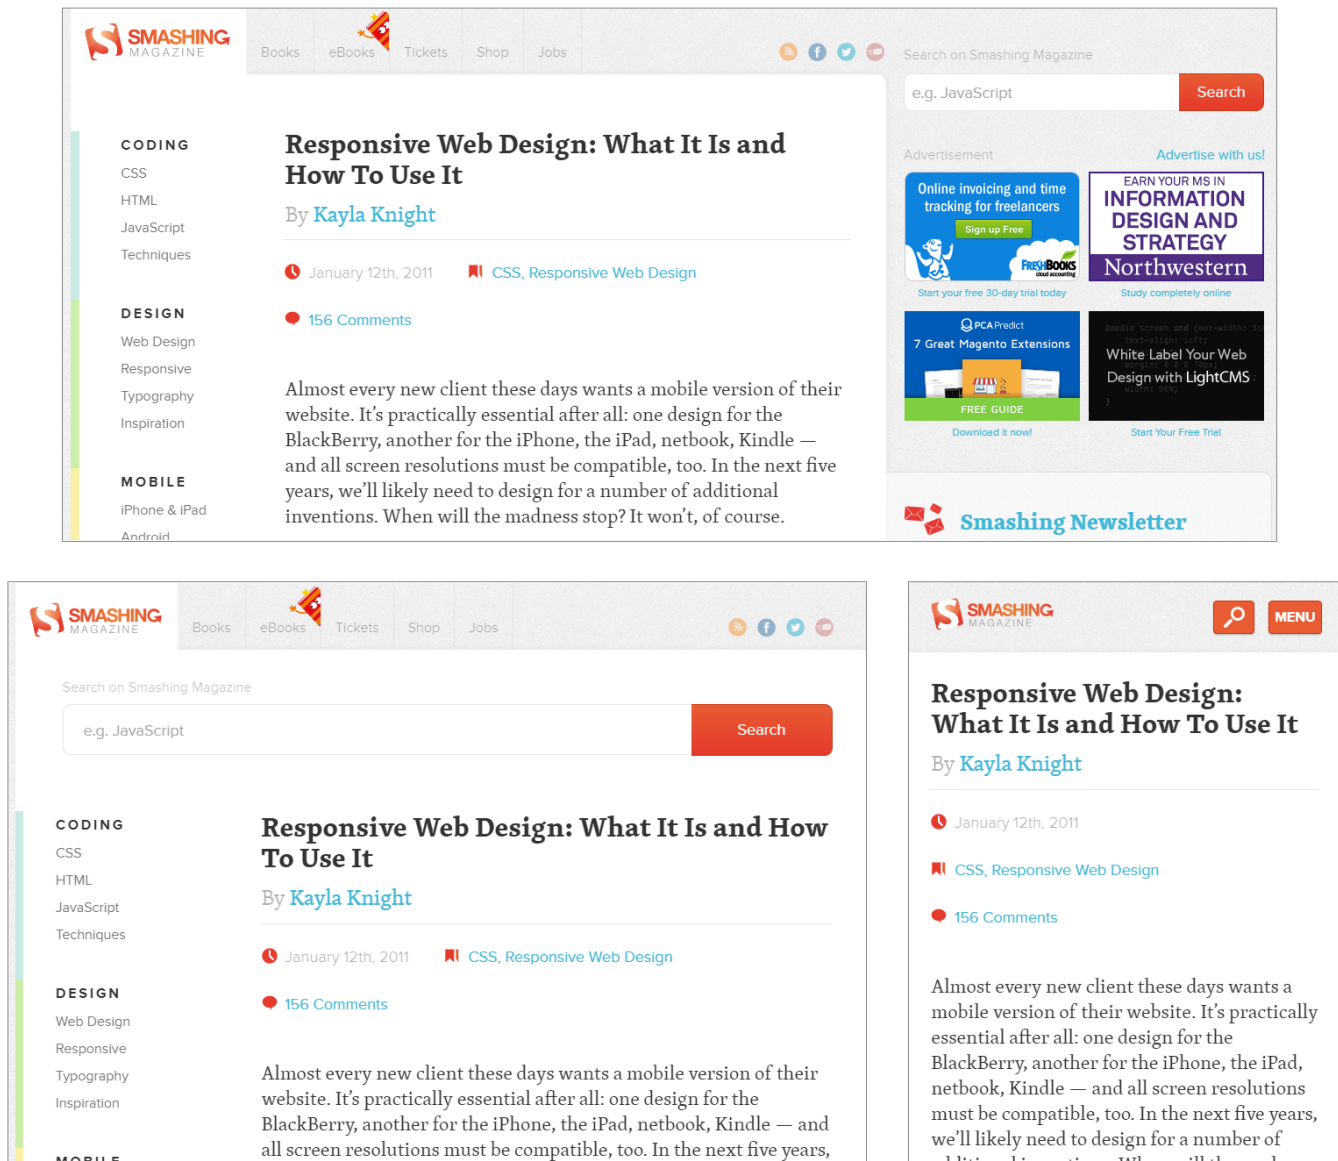 SMASHING
MAGAZINE
Books
eBooks
Tickets
Shop
Jobs
Search on Smashing Magazine
e.g. JavaScript
Search
CODING
CSS
HTML
JavaScript
Techniques
DESIGN
Web Design
Responsive
Typography
Inspiration
MOBILE
iPhone & iPad
Android
Responsive Web Design: What It Is and
How To Use It
By Kayla Knight
January 12th, 2011
CSS, Responsive Web Design
156 Comments
Almost every new client these days wants a mobile version of their
website. It’s practically essential after all: one design for the
BlackBerry, another for the iPhone, the iPad, netbook, Kindle —
and all screen resolutions must be compatible, too. In the next five
years, we’ll likely need to design for a number of additional
inventions. When will the madness stop? It won’t, of course.
Advertisement
Advertise with us!
Online invoicing and time
tracking for freelancers
Sign up Free
FRESHBOOKS
cloud accounting
Start your free 30-day trial today
EARN YOUR MS IN
INFORMATION
DESIGN AND
STRATEGY
Northwestern
Study completely online
PCA Predict
7 Great Magento Extensions
FREE GUIDE
Download it now!
@media screen and (max-width:
text-align: left;
White Label Your Web
Design with LightCMS
}
Start Your Free Trial
Smashing Newsletter
SMASHING
MAGAZINE
Books
eBooks
Tickets
Shop
Jobs
Search on Smashing Magazine
e.g. JavaScript
Search
CODING
CSS
HTML
JavaScript
Techniques
DESIGN
Web Design
Responsive
Typography
Inspiration
MOBILE
Responsive Web Design: What It Is and How
To Use It
By Kayla Knight
January 12th, 2011
CSS, Responsive Web Design
156 Comments
Almost every new client these days wants a mobile version of their
website. It’s practically essential after all: one design for the
BlackBerry, another for the iPhone, the iPad, netbook, Kindle — and
all screen resolutions must be compatible, too. In the next five years,
SMASHING
MAGAZINE
MENU
Responsive Web Design:
What It Is and How To Use It
By Kayla Knight
January 12th, 2011
CSS, Responsive Web Design
156 Comments
Almost every new client these days wants a
mobile version of their website. It’s practically
essential after all: one design for the
BlackBerry, another for the iPhone, the iPad,
netbook, Kindle — and all screen resolutions
must be compatible, too. In the next five years,
we’ll likely need to design for a number of